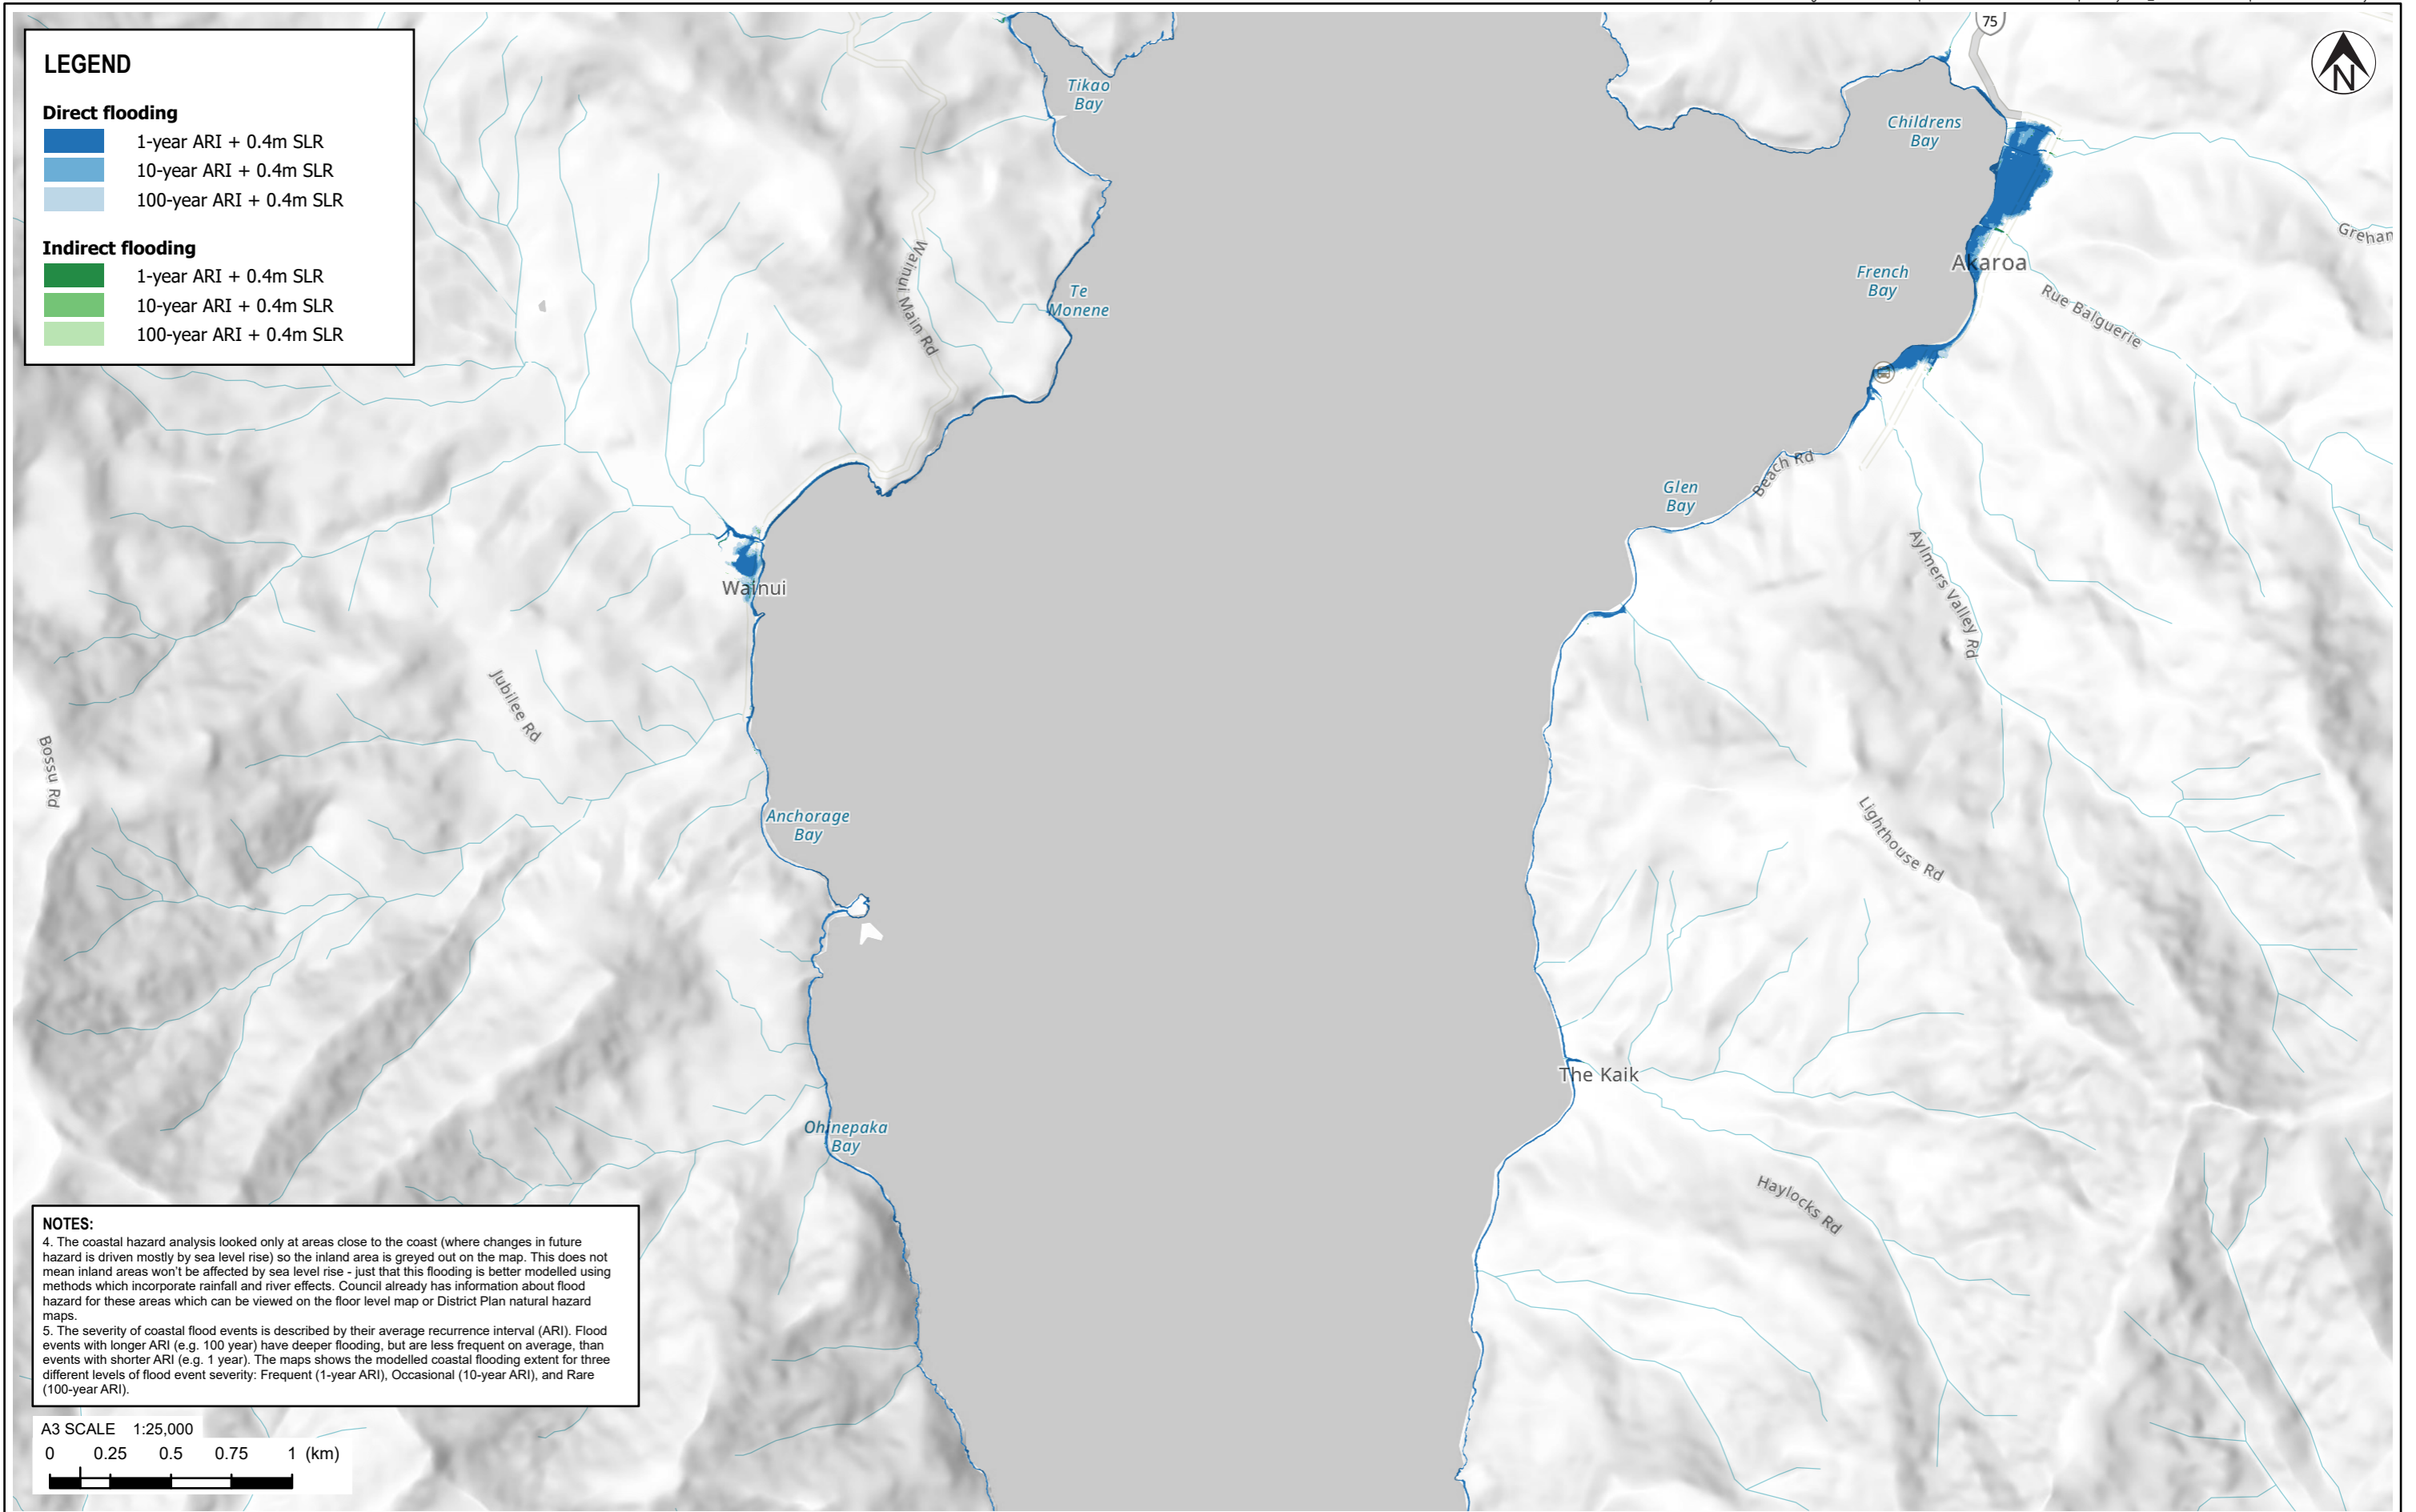 75
N
LEGEND
Direct flooding
1-year ARI + 0.4m SLR
10-year ARI + 0.4m SLR
100-year ARI + 0.4m SLR
Indirect flooding
1-year ARI + 0.4m SLR
10-year ARI + 0.4m SLR
100-year ARI + 0.4m SLR
Tikao
Bay
Childrens
Bay
Grehan
Wainui Main Rd
Te
Monene
French
Bay
Akaroa
Rue Balguerie
Beach Rd
Glen
Bay
Aylmers Valley Rd
Wainui
Jubilee Rd
Bossu Rd
Anchorage
Bay
Lighthouse Rd
The Kaik
Ohinepaka
Bay
Haylocks Rd
NOTES:
4. The coastal hazard analysis looked only at areas close to the coast (where changes in future
hazard is driven mostly by sea level rise) so the inland area is greyed out on the map. This does not
mean inland areas won't be affected by sea level rise - just that this flooding is better modelled using
methods which incorporate rainfall and river effects. Council already has information about flood
hazard for these areas which can be viewed on the floor level map or District Plan natural hazard
maps.
5. The severity of coastal flood events is described by their average recurrence interval (ARI). Flood
events with longer ARI (e.g. 100 year) have deeper flooding, but are less frequent on average, than
events with shorter ARI (e.g. 1 year). The maps shows the modelled coastal flooding extent for three
different levels of flood event severity: Frequent (1-year ARI), Occasional (10-year ARI), and Rare
(100-year ARI).
A3 SCALE 1:25,000
0 0.25 0.5 0.75 1 (km)